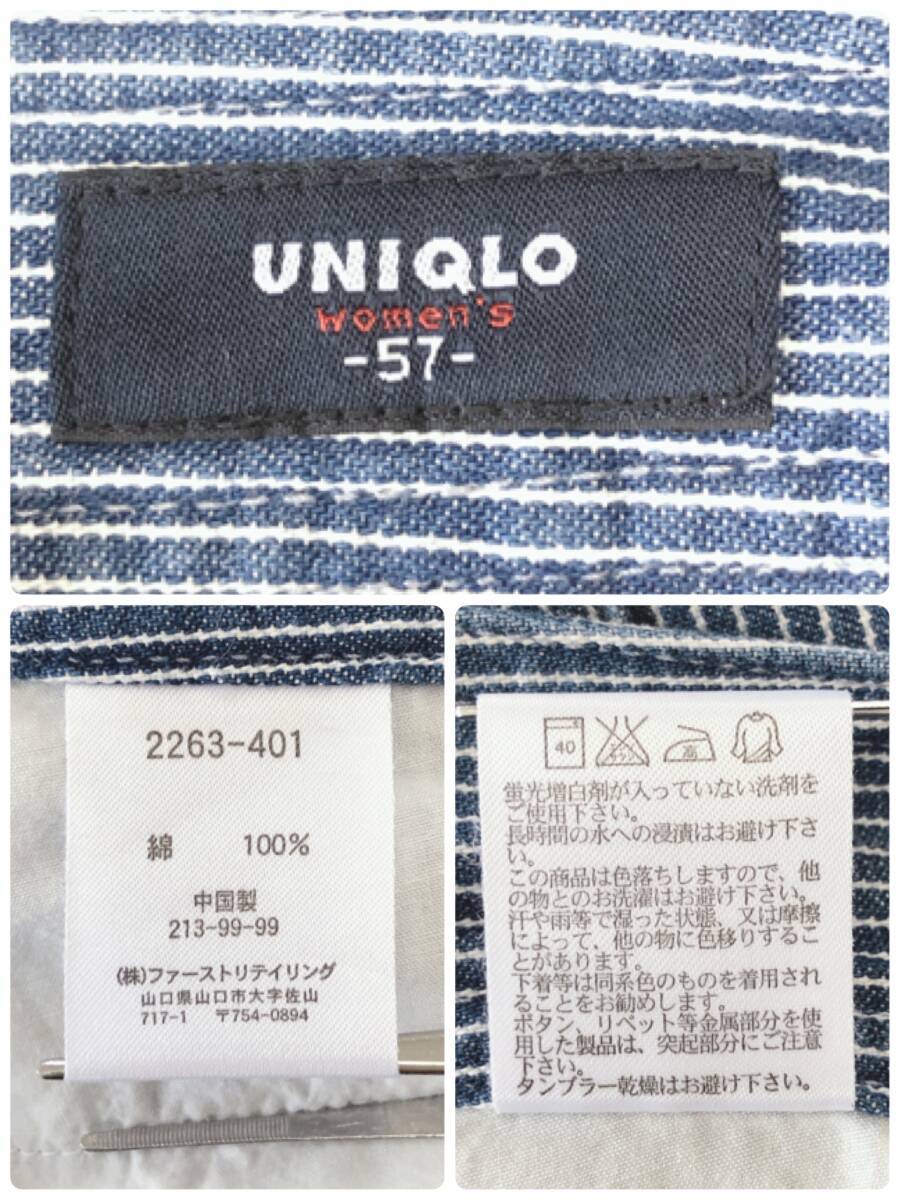 UNIQLO
women's
-57-
2263-401
綿 100%
中国製
213-99-99
(株)ファーストリテイリング
山口県山口市大字佐山
717-1 〒754-0894
40
高
蛍光増白剤が入っていない洗剤を
ご使用下さい。
長時間の水への浸漬はお避け下さ
い。
この商品は色落ちしますので、他
の物とのお洗濯はお避け下さい。
汗や雨等で湿った状態、又は摩擦
によって、他の物に色移りするこ
とがあります。
下着等は同系色のものを着用され
ることをお勧めします。
ボタン、リベット等金属部分を使
用した製品は、突起部分にご注意
下さい。
タンブラー乾燥はお避け下さい。